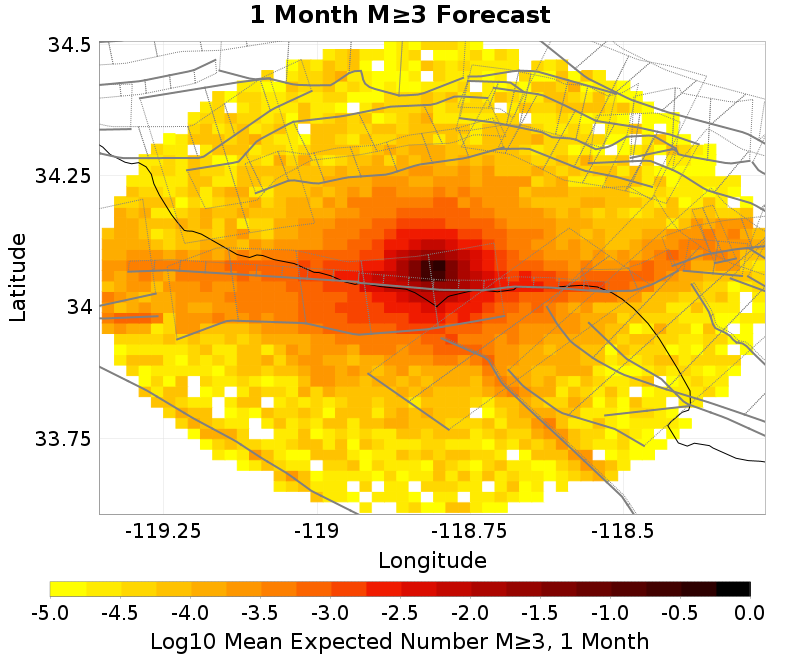 1 Month M≥3 Forecast
34.5
34.25
34
33.75
Latitude
-119.25 -119 -118.75 -118.5
Longitude
-5.0 -4.5 -4.0 -3.5 -3.0 -2.5 -2.0 -1.5 -1.0 -0.5 0.0
Log10 Mean Expected Number M≥3, 1 Month